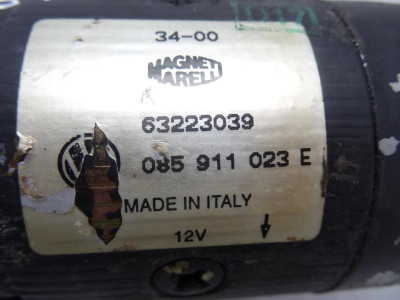 34-00
MAGNETI
MARELLI
63223039
085 911 023 E
MADE IN ITALY
12V